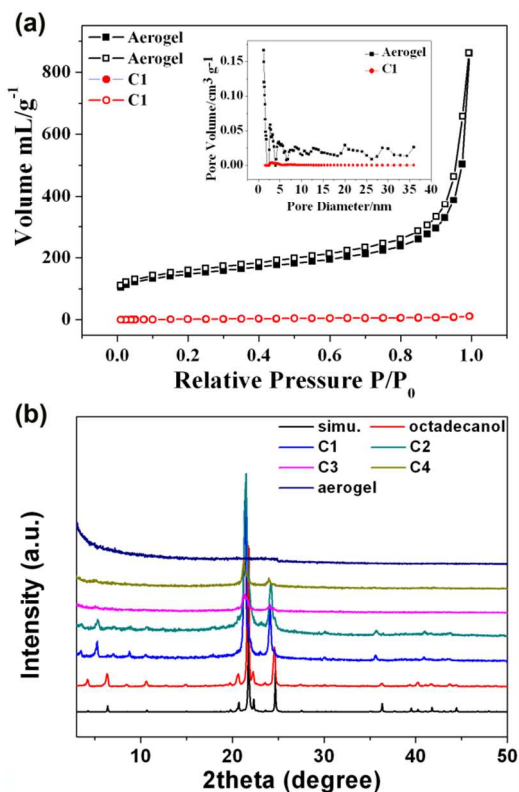 (a)
Aerogel
Aerogel
C1
C1
Volume mL/g-1
800
600
400
200
0
0.0 0.2 0.4 0.6 0.8 1.0
Relative Pressure P/P0
Pore Volume/cm3 g-1
0.15
0.10
0.05
0.00
Aerogel
C1
0 5 10 15 20 25 30 35 40
Pore Diameter/nm
(b)
simu. octadecanol
C1 C2
C3 C4
aerogel
Intensity (a.u.)
10 20 30 40 50
2theta (degree)